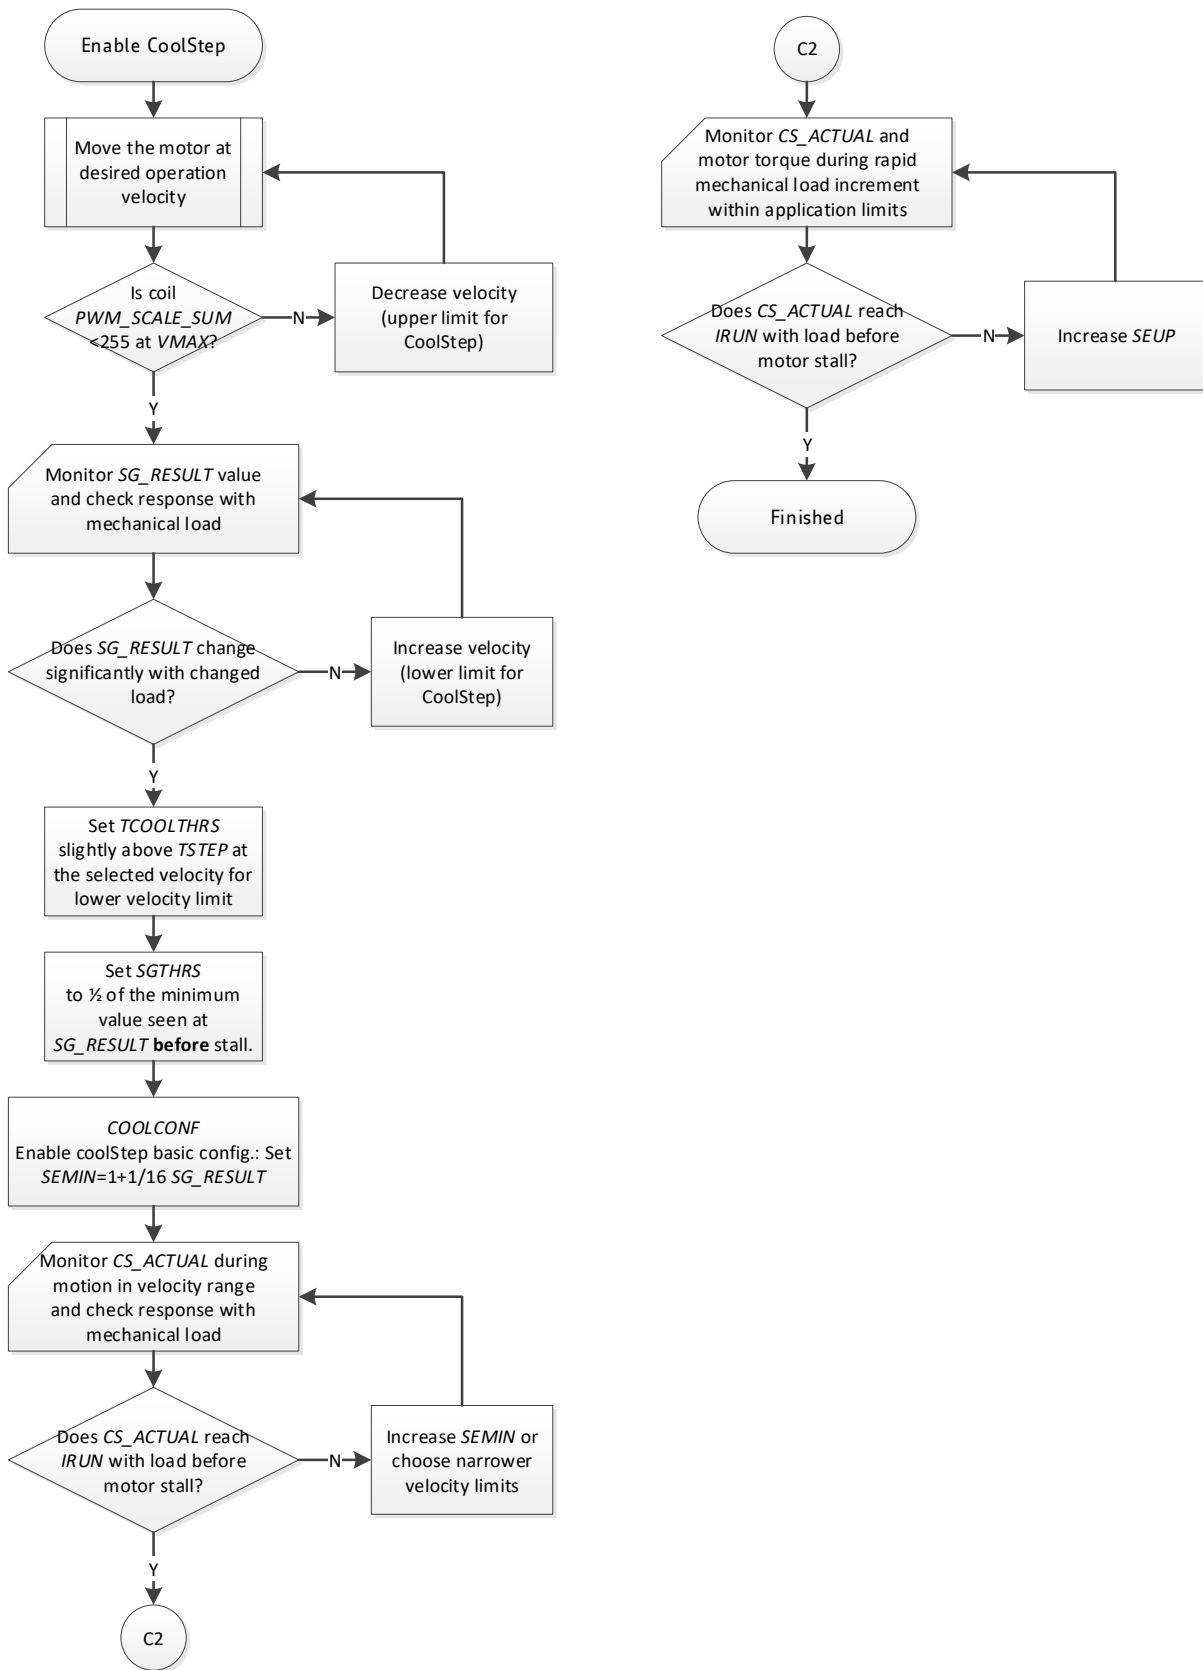 Enable CoolStep
Move the motor at
desired operation
velocity
Is coil
PWM_SCALE_SUM
<255 at VMAX?
N
Decrease velocity
(upper limit for
CoolStep)
Y
Monitor SG_RESULT value
and check response with
mechanical load
Does SG_RESULT change
significantly with changed
load?
N
Increase velocity
(lower limit for
CoolStep)
Y
Set TCOOLTHRS
slightly above TSTEP at
the selected velocity for
lower velocity limit
Set SGTHRS
to ½ of the minimum
value seen at
SG_RESULT before stall.
COOLCONF
Enable coolStep basic config.: Set
SEMIN=1+1/16 SG_RESULT
Monitor CS_ACTUAL during
motion in velocity range
and check response with
mechanical load
Does CS_ACTUAL reach
IRUN with load before
motor stall?
N
Increase SEMIN or
choose narrower
velocity limits
Y
C2
C2
Monitor CS_ACTUAL and
motor torque during rapid
mechanical load increment
within application limits
Does CS_ACTUAL reach
IRUN with load before
motor stall?
N
Increase SEUP
Y
Finished